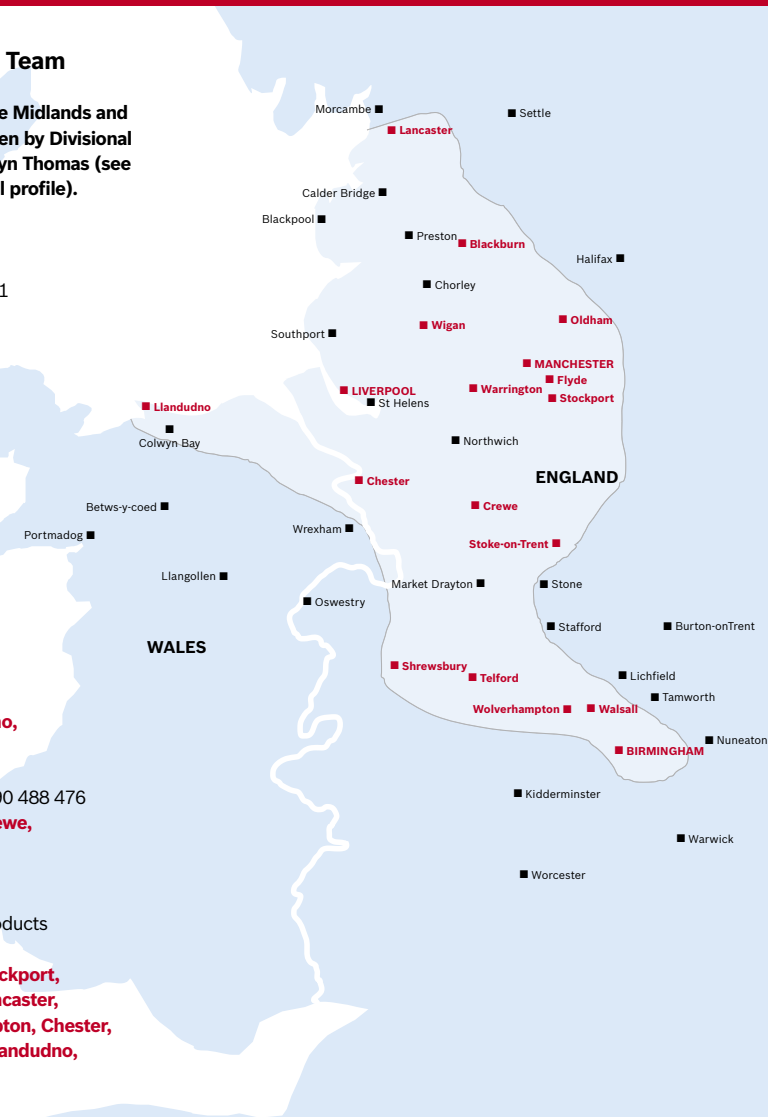 Team
e Midlands and
en by Divisional
yn Thomas (see
l profile).
1
no,
90 488 476
ewe,
oducts
ckport,
ncaster,
pton, Chester,
andudno,
Morcambe
Settle
Lancaster
Calder Bridge
Blackpool
Preston
Blackburn
Halifax
Chorley
Oldham
Wigan
Southport
MANCHESTER
Flyde
LIVERPOOL
Warrington
Stockport
St Helens
Llandudno
Colwyn Bay
Northwich
ENGLAND
Chester
Crewe
Betws-y-coed
Wrexham
Portmadog
Stoke-on-Trent
Llangollen
Market Drayton
Stone
Oswestry
Stafford
Burton-onTrent
WALES
Shrewsbury
Telford
Lichfield
Tamworth
Wolverhampton
Walsall
Nuneaton
BIRMINGHAM
Kidderminster
Warwick
Worcester